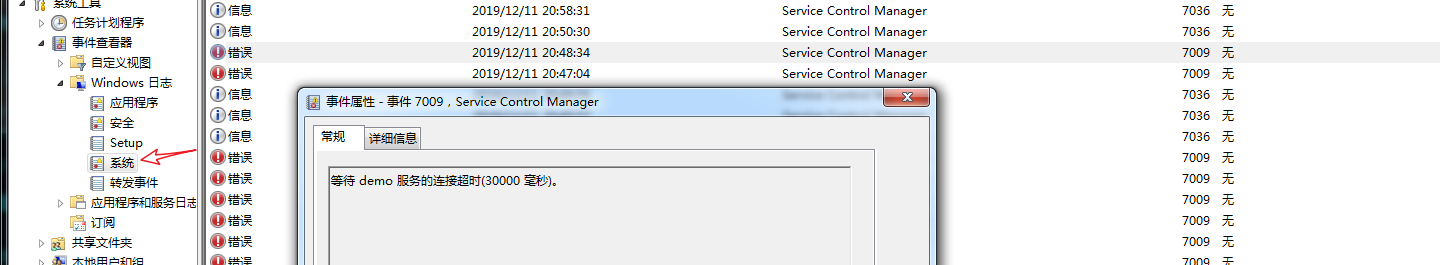 系统工具
任务计划程序
事件查看器
自定义视图
Windows 日志
应用程序
安全
Setup
系统
转发事件
应用程序和服务日志
订阅
共享文件夹
本地用户和组
信息 2019/12/11 20:58:31 Service Control Manager 7036 无
信息 2019/12/11 20:50:30 Service Control Manager 7036 无
错误 2019/12/11 20:48:34 Service Control Manager 7009 无
错误 2019/12/11 20:47:04 Service Control Manager 7009 无
信息 7036 无
信息 7036 无
信息 7036 无
错误 7009 无
错误 7009 无
错误 7009 无
错误 7009 无
错误 7009 无
错误 7009 无
事件属性 - 事件 7009，Service Control Manager
常规 详细信息
等待 demo 服务的连接超时(30000 毫秒)。